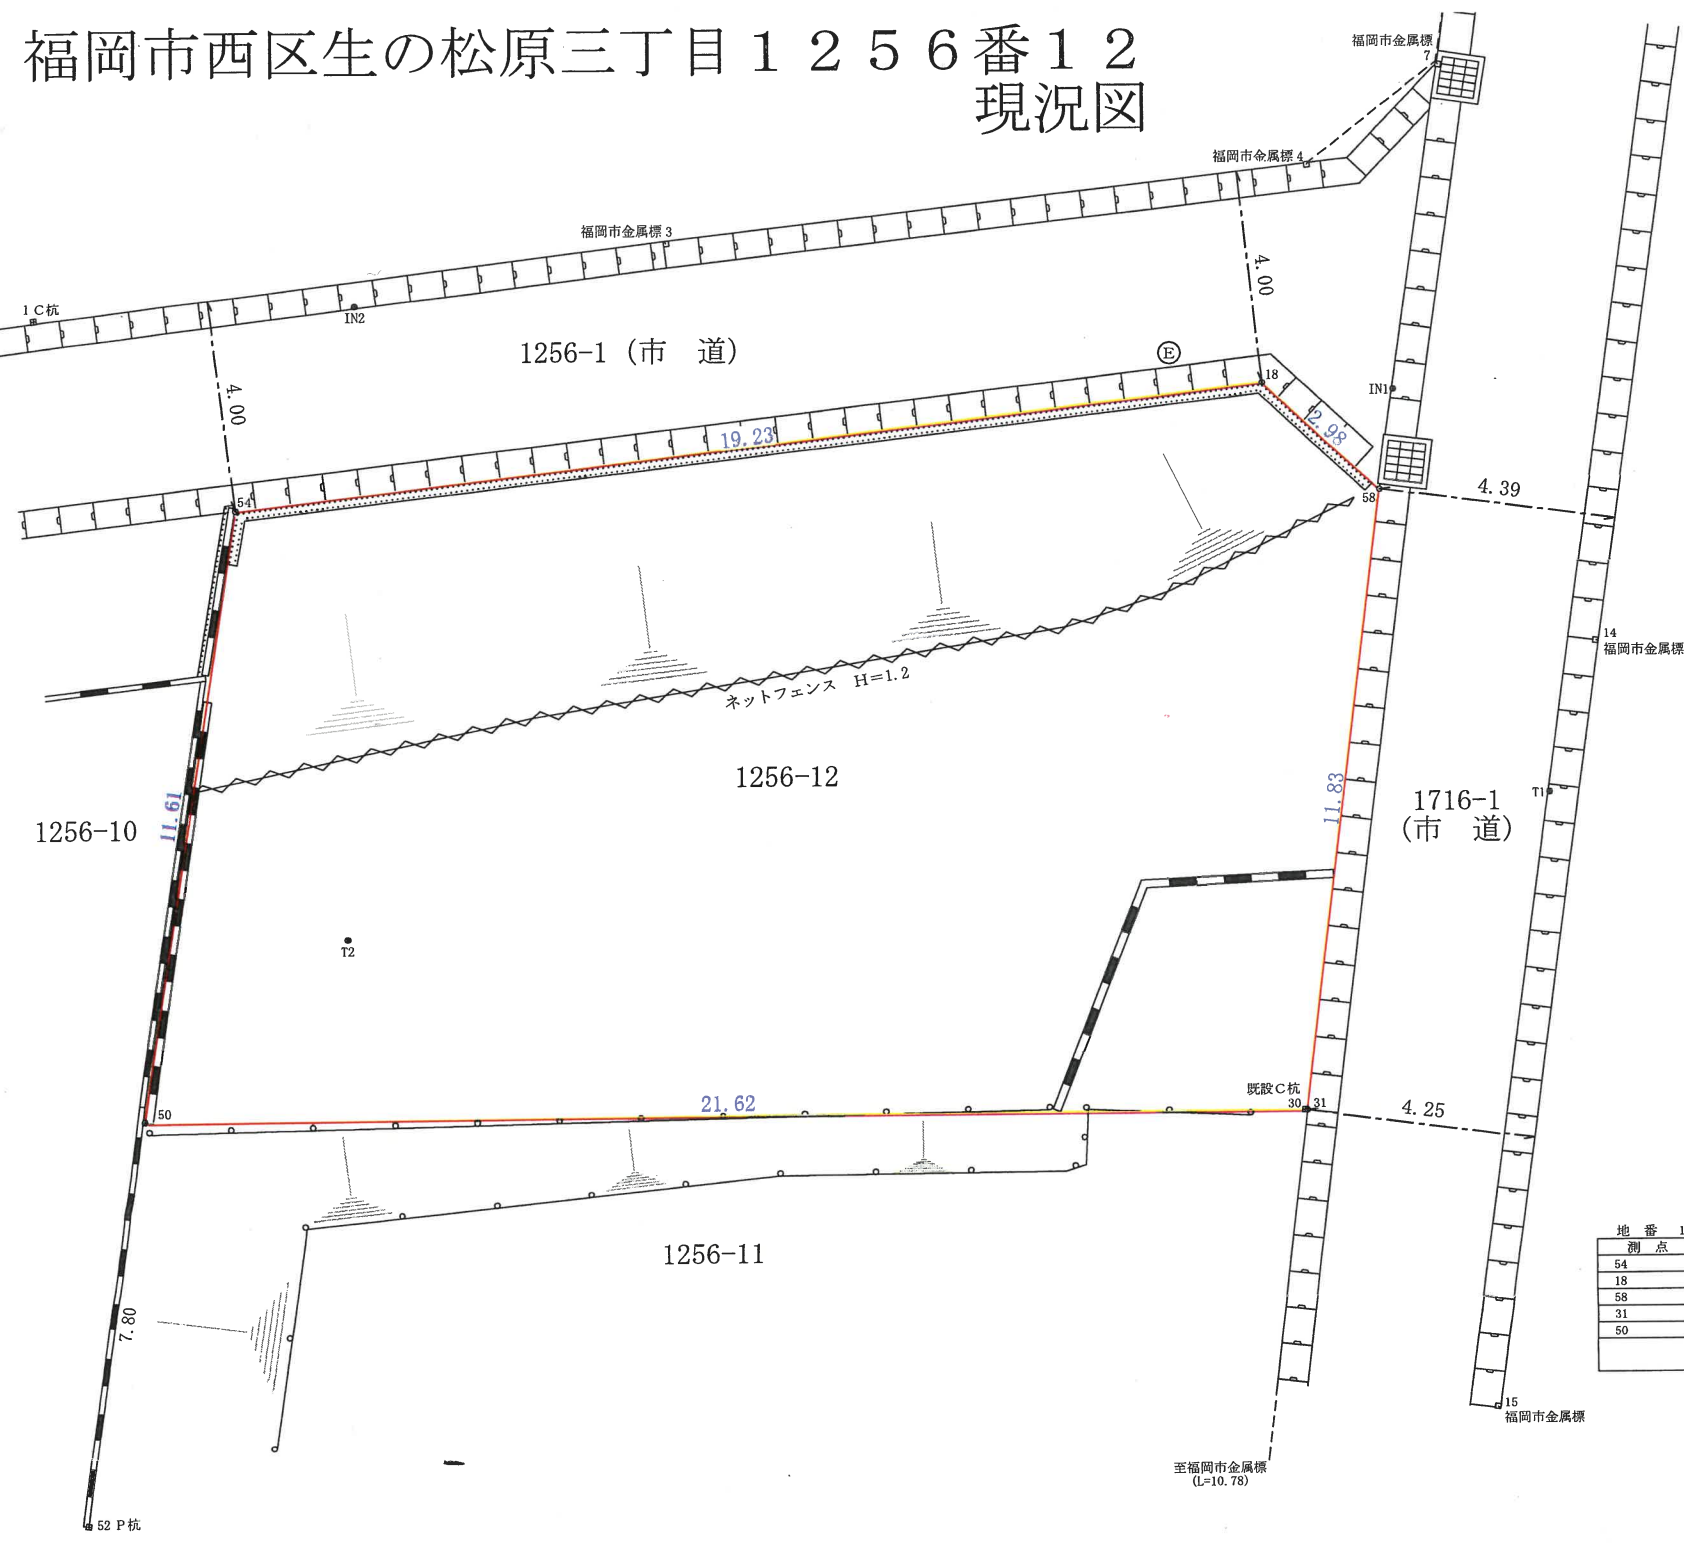 福岡市西区生の松原三丁目１２５６番１２
現況図
福岡市金属標
7
福岡市金属標 4
福岡市金属標 3
1 C杭
IN2
4.00
4.00
1256-1 (市　道)
E
18
IN1
2.98
19.23
54
58
4.39
14
福岡市金属標
ネットフェンス　H=1.2
1256-12
11.61
1256-10
11.83
1716-1
(市　道)
T1
T2
既設C杭
50
21.62
30
31
4.25
1256-11
7.80
地　番　1
測　点
54
18
58
31
50
15
福岡市金属標
至福岡市金属標
(L=10.78)
52 P杭